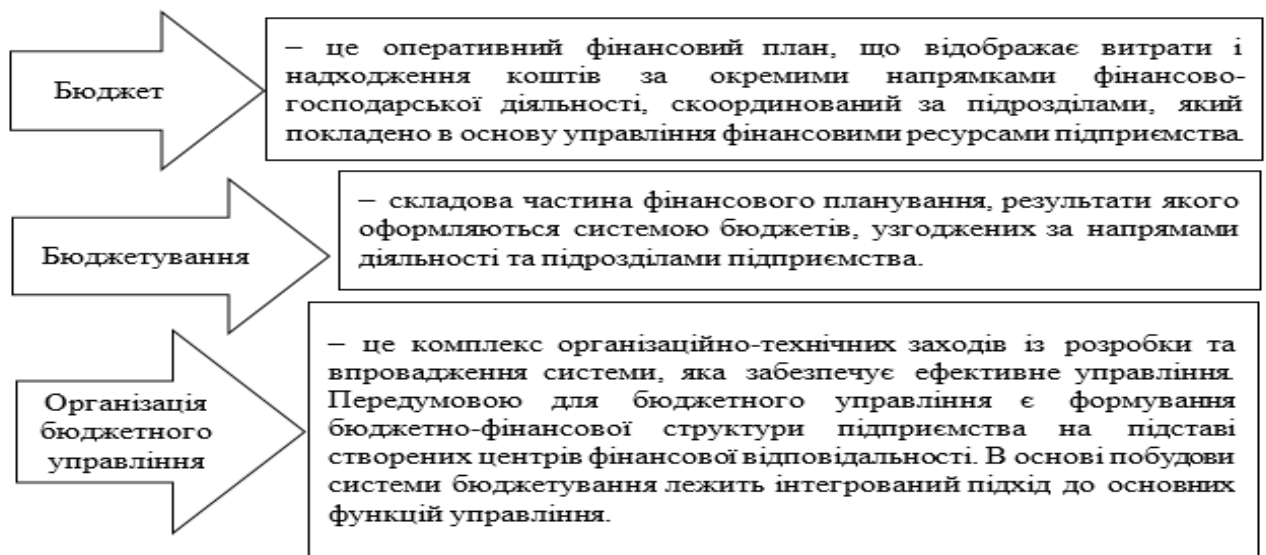 Бюджет
– це оперативний фінансовий план, що відображає витрати і
надходження коштів за окремими напрямками фінансово-
господарської діяльності, скоординований за підрозділами, який
покладено в основу управління фінансовими ресурсами підприємства.
Бюджетування
– складова частина фінансового планування, результати якого
оформляються системою бюджетів, узгоджених за напрямами
діяльності та підрозділами підприємства.
Організація
бюджетного
управління
– це комплекс організаційно-технічних заходів із розробки та
впровадження системи, яка забезпечує ефективне управління.
Передумовою для бюджетного управління є формування
бюджетно-фінансової структури підприємства на підставі
створених центрів фінансової відповідальності. В основі побудови
системи бюджетування лежить інтегрований підхід до основних
функцій управління.